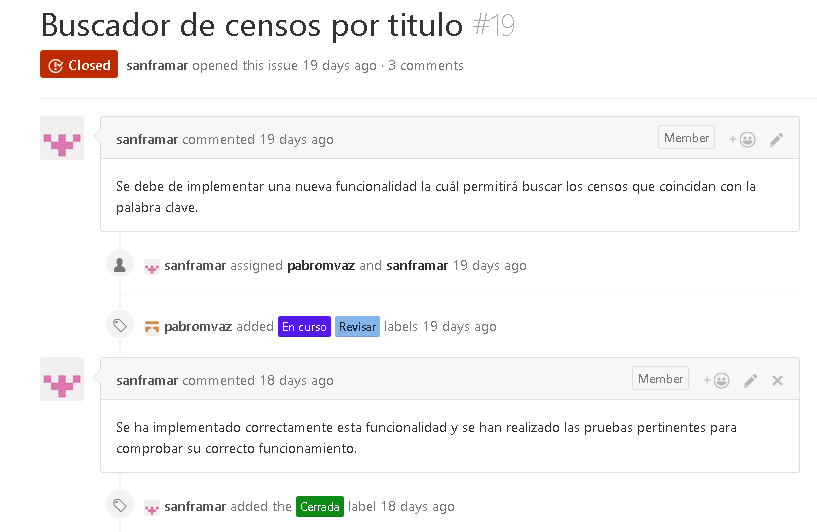 Buscador de censos por titulo #19
Closed sanframar opened this issue 19 days ago · 3 comments
sanframar commented 19 days ago Member
Se debe de implementar una nueva funcionalidad la cuál permitirá buscar los censos que coincidan con la
palabra clave.
sanframar assigned pabromvaz and sanframar 19 days ago
pabromvaz added En curso Revisar labels 19 days ago
sanframar commented 18 days ago Member
Se ha implementado correctamente esta funcionalidad y se han realizado las pruebas pertinentes para
comprobar su correcto funcionamiento.
sanframar added the Cerrada label 18 days ago